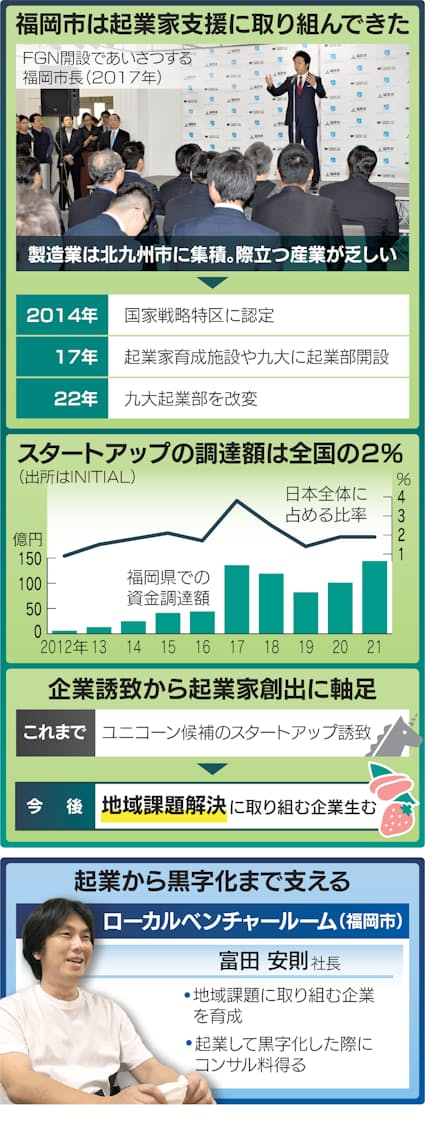 福岡市は起業家支援に取り組んできた
FGN開設であいさつする
福岡市長(2017年)
製造業は北九州市に集積。際立つ産業が乏しい
2014年 国家戦略特区に認定
17年 起業家育成施設や九大に起業部開設
22年 九大起業部を改変
スタートアップの調達額は全国の2%
(出所はINITIAL)
%
日本全体に
占める比率
4
3
2
1
億円
150
100
50
0
福岡県での
資金調達額
2012年 13 14 15 16 17 18 19 20 21
企業誘致から起業家創出に軸足
これまで ユニコーン候補のスタートアップ誘致
今後 地域課題解決に取り組む企業生む
起業から黒字化まで支える
ローカルベンチャールーム(福岡市)
富田 安則社長
•地域課題に取り組む企業
を育成
•起業して黒字化した際に
コンサル料得る